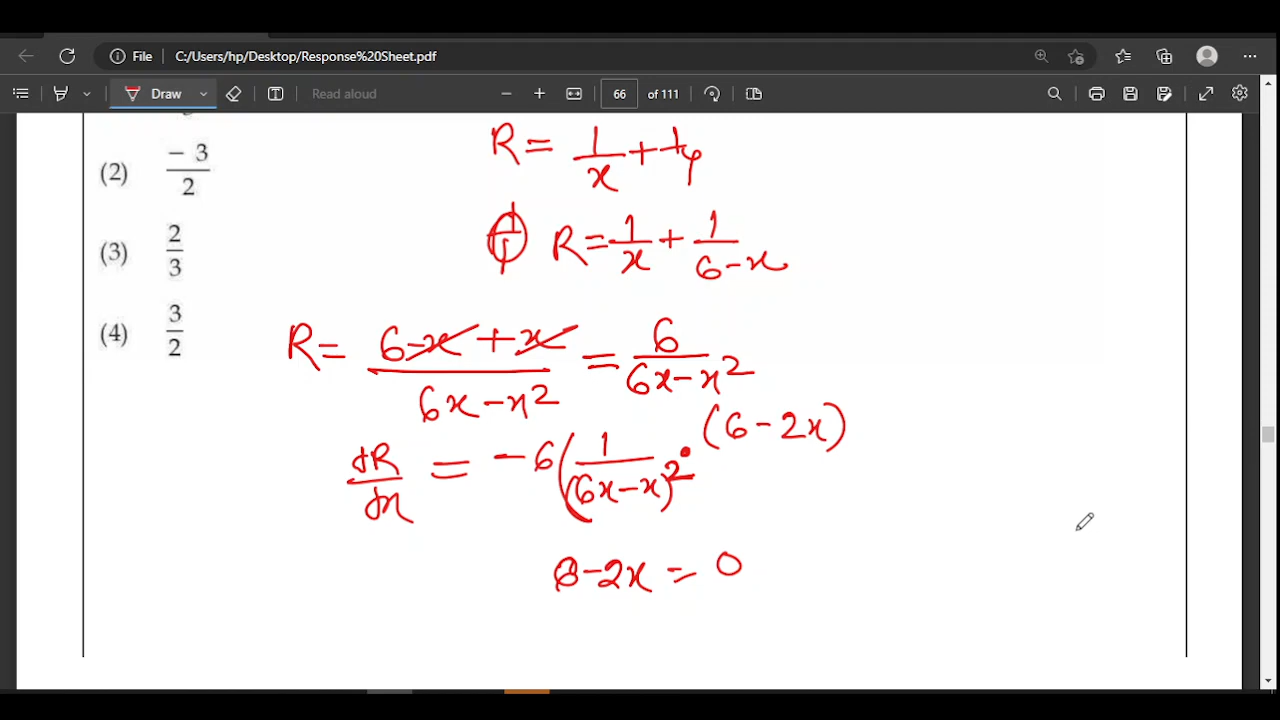 File C:/Users/hp/Desktop/Response%20Sheet.pdf
Draw Read aloud 66 of 111
R = 1/x + 1/y
(2) -3/2
R = 1/x + 1/(6-x)
(3) 2/3
(4) 3/2
R = (6-x+x)/(6x-x²) = 6/(6x-x²)
dR/dx = -6(1/(6x-x)² (6-2x)
6-2x = 0